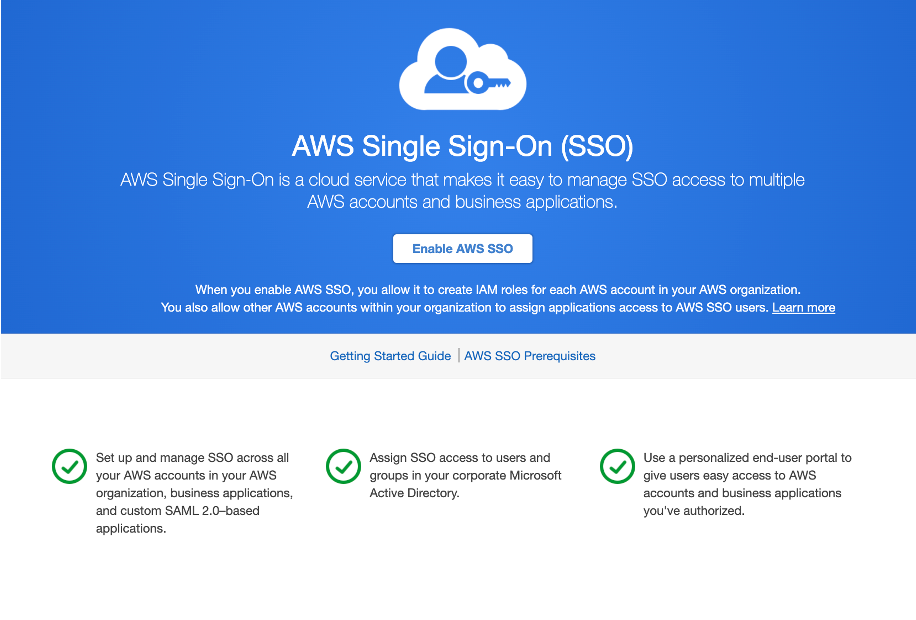 AWS Single Sign-On (SSO)
AWS Single Sign-On is a cloud service that makes it easy to manage SSO access to multiple
AWS accounts and business applications.
Enable AWS SSO
When you enable AWS SSO, you allow it to create IAM roles for each AWS account in your AWS organization.
You also allow other AWS accounts within your organization to assign applications access to AWS SSO users. Learn more
Getting Started Guide | AWS SSO Prerequisites
Set up and manage SSO across all
your AWS accounts in your AWS
organization, business applications,
and custom SAML 2.0–based
applications.
Assign SSO access to users and
groups in your corporate Microsoft
Active Directory.
Use a personalized end-user portal to
give users easy access to AWS
accounts and business applications
you've authorized.